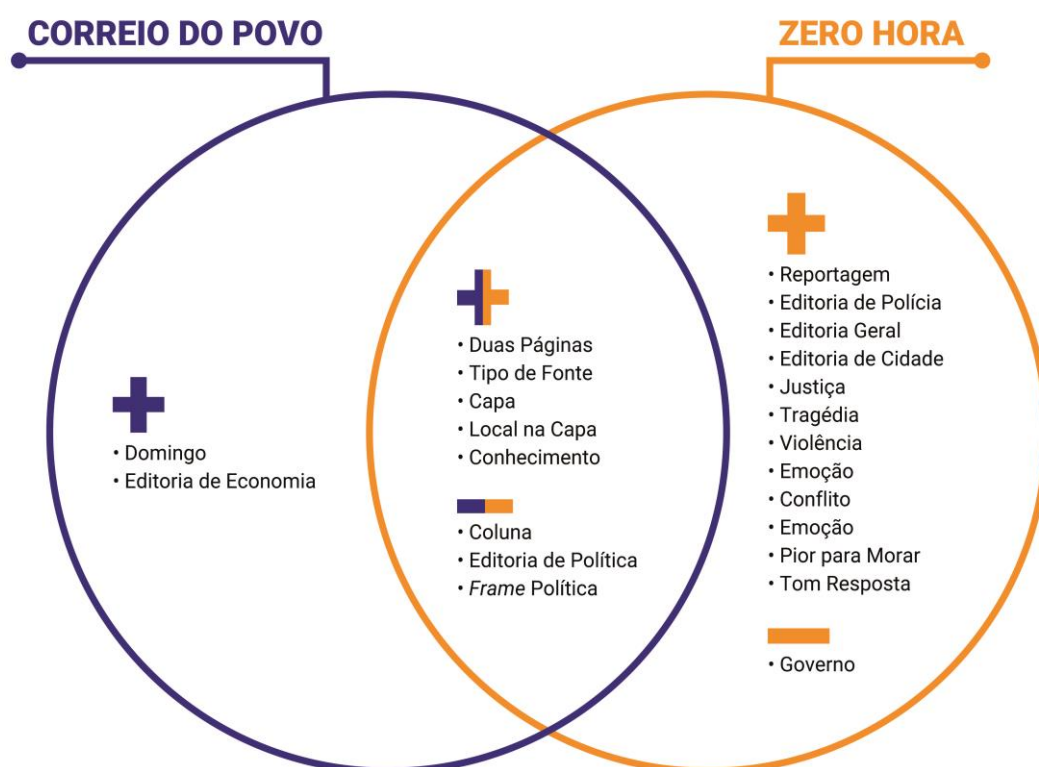 CORREIO DO POVO
ZERO HORA
+
• Domingo
• Editoria de Economia
+
• Duas Páginas
• Tipo de Fonte
• Capa
• Local na Capa
• Conhecimento
–
• Coluna
• Editoria de Política
• Frame Política
+
• Reportagem
• Editoria de Polícia
• Editoria Geral
• Editoria de Cidade
• Justiça
• Tragédia
• Violência
• Emoção
• Conflito
• Emoção
• Pior para Morar
• Tom Resposta
–
• Governo